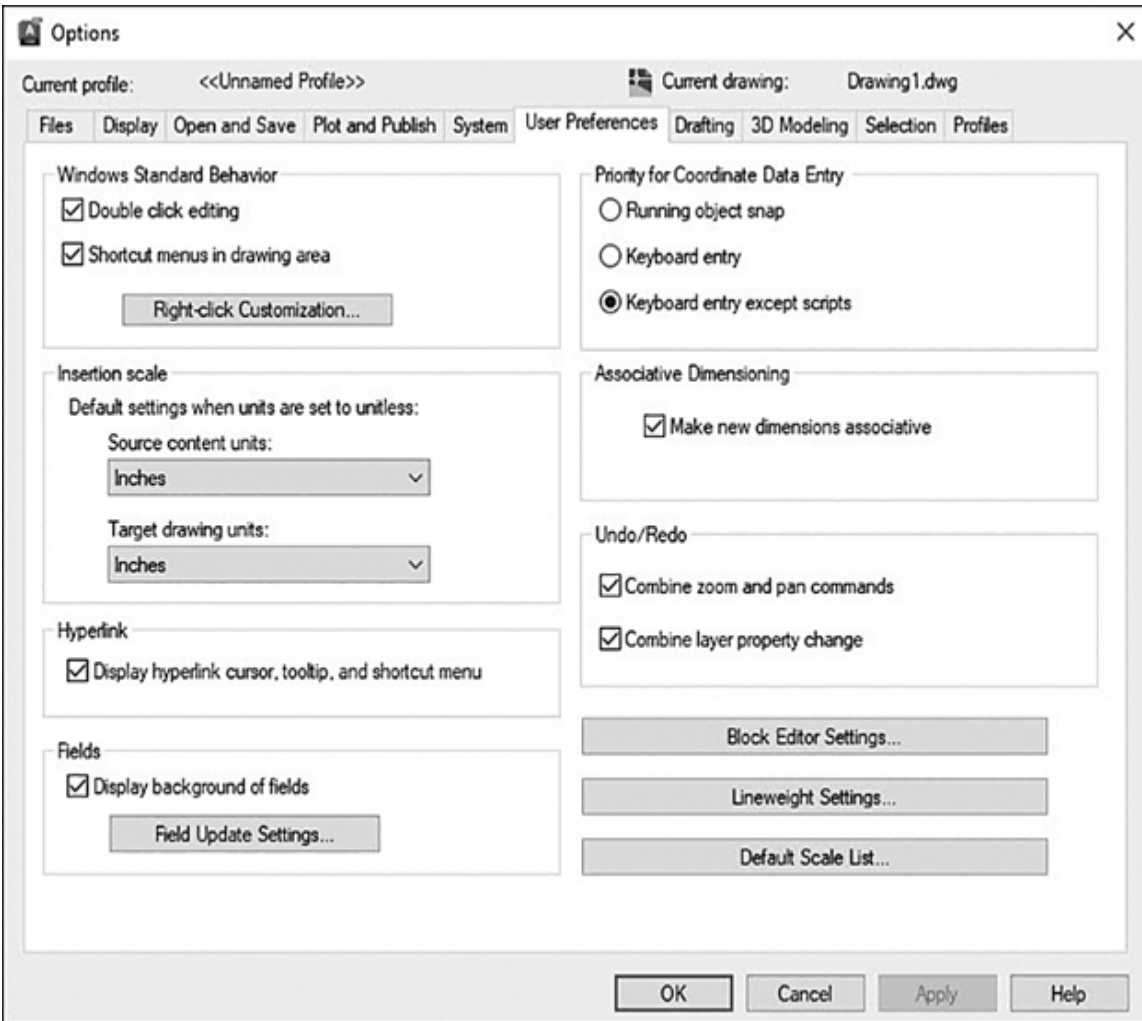 Options
Current profile: <<Unnamed Profile>> Current drawing: Drawing1.dwg
Files Display Open and Save Plot and Publish System User Preferences Drafting 3D Modeling Selection Profiles
Windows Standard Behavior
Double click editing
Shortcut menus in drawing area
Right-click Customization...
Insertion scale
Default settings when units are set to unitless:
Source content units:
Inches
Target drawing units:
Inches
Hyperlink
Display hyperlink cursor, tooltip, and shortcut menu
Fields
Display background of fields
Field Update Settings...
Priority for Coordinate Data Entry
Running object snap
Keyboard entry
Keyboard entry except scripts
Associative Dimensioning
Make new dimensions associative
Undo/Redo
Combine zoom and pan commands
Combine layer property change
Block Editor Settings...
Lineweight Settings...
Default Scale List...
OK Cancel Apply Help